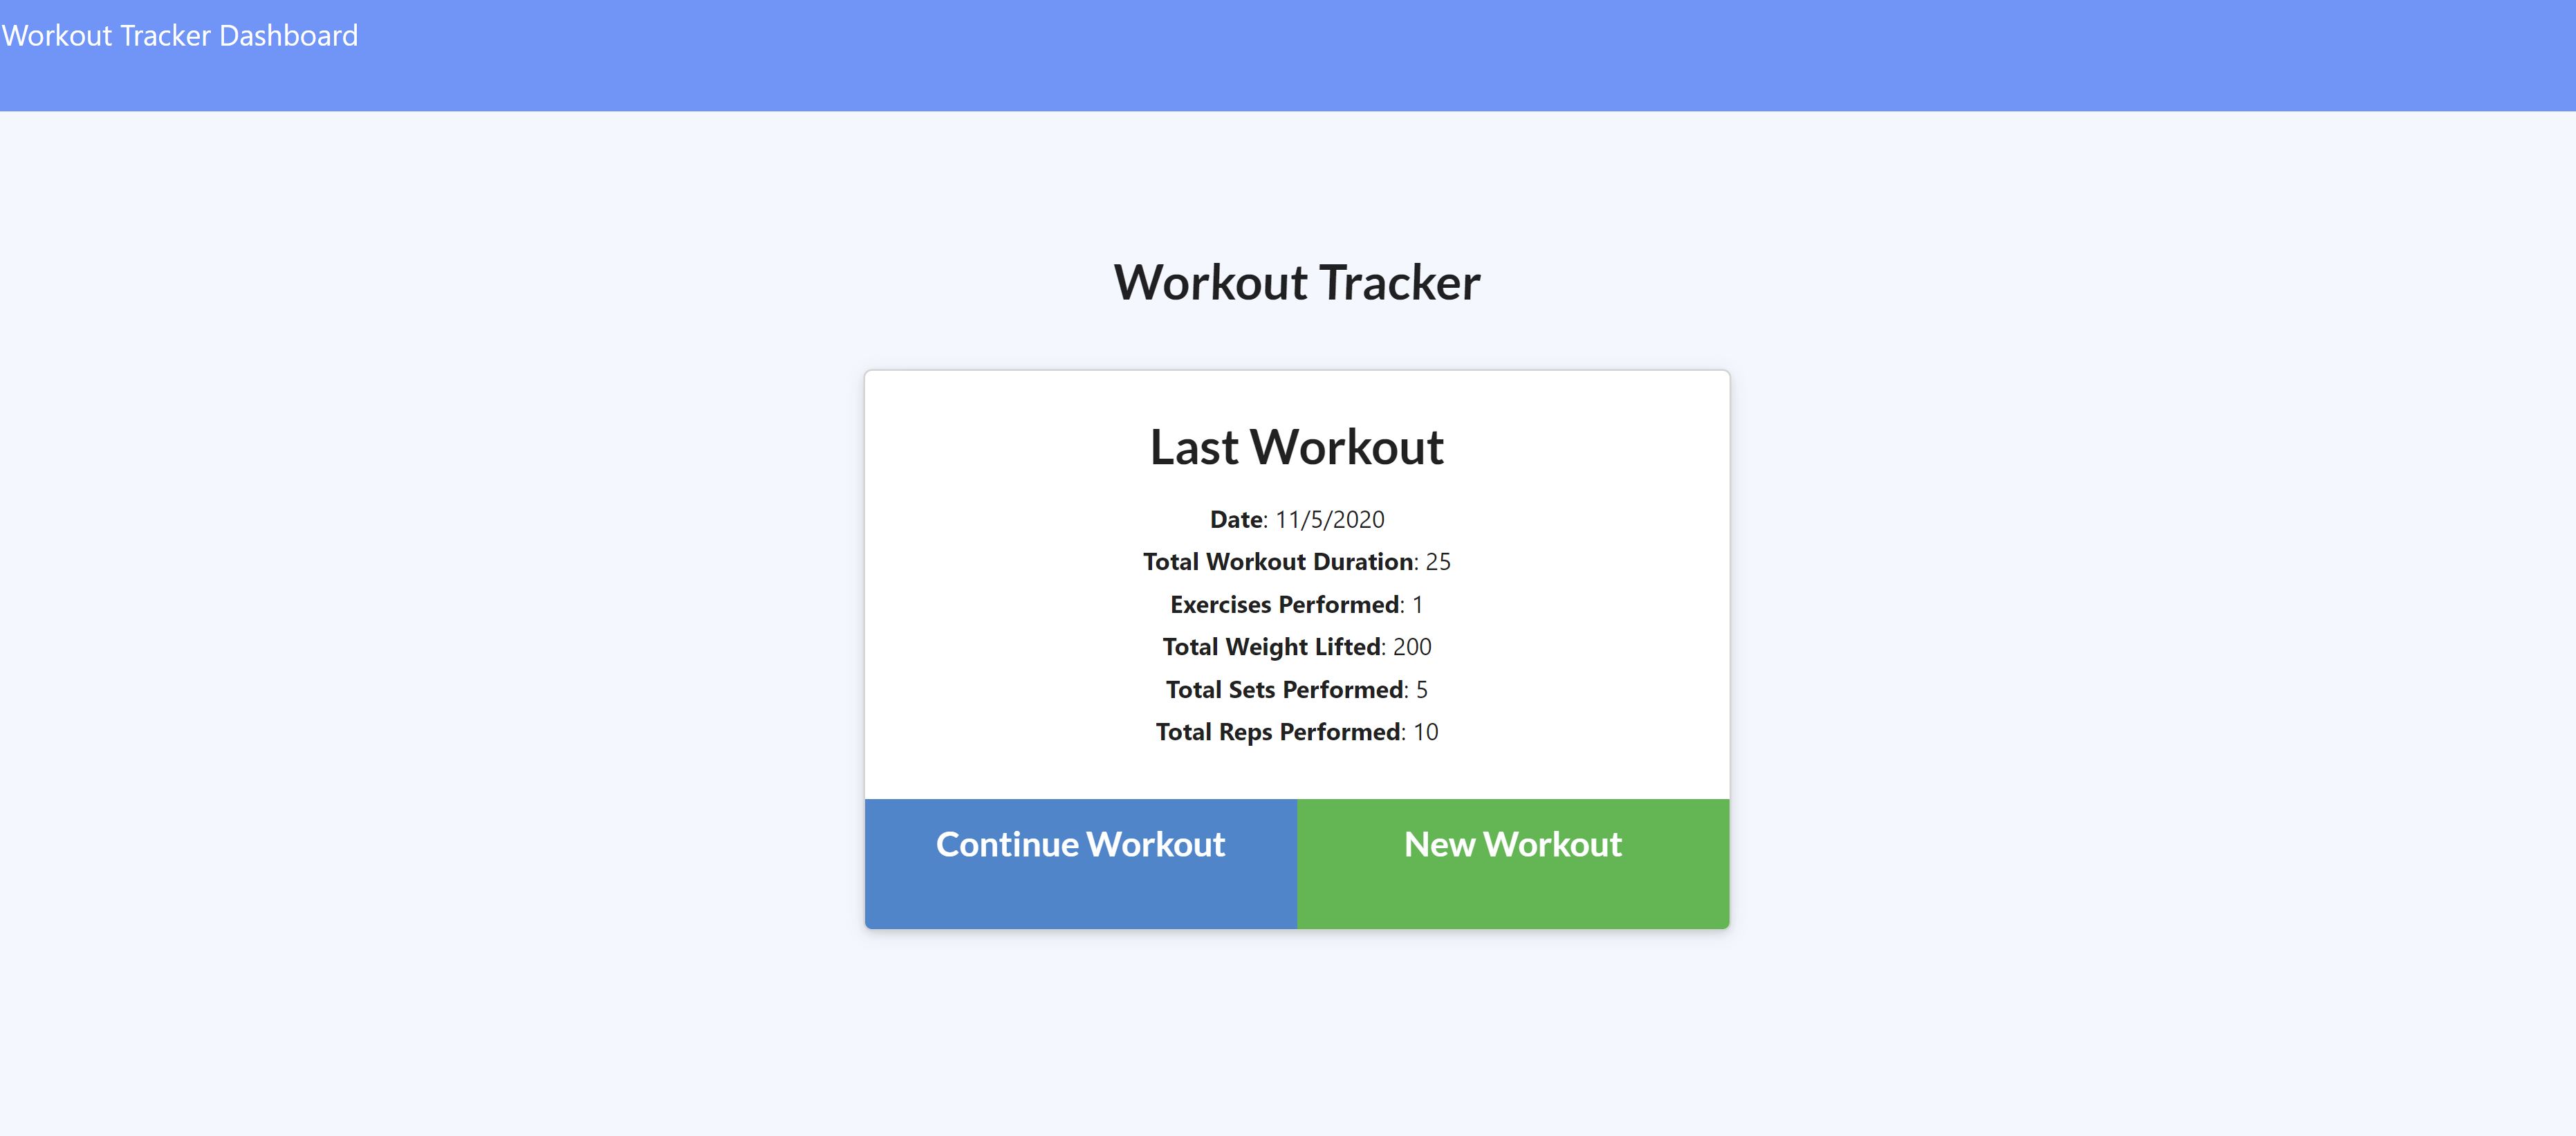 Workout Tracker Dashboard
Workout Tracker
Last Workout
Date: 11/5/2020
Total Workout Duration: 25
Exercises Performed: 1
Total Weight Lifted: 200
Total Sets Performed: 5
Total Reps Performed: 10
Continue Workout New Workout